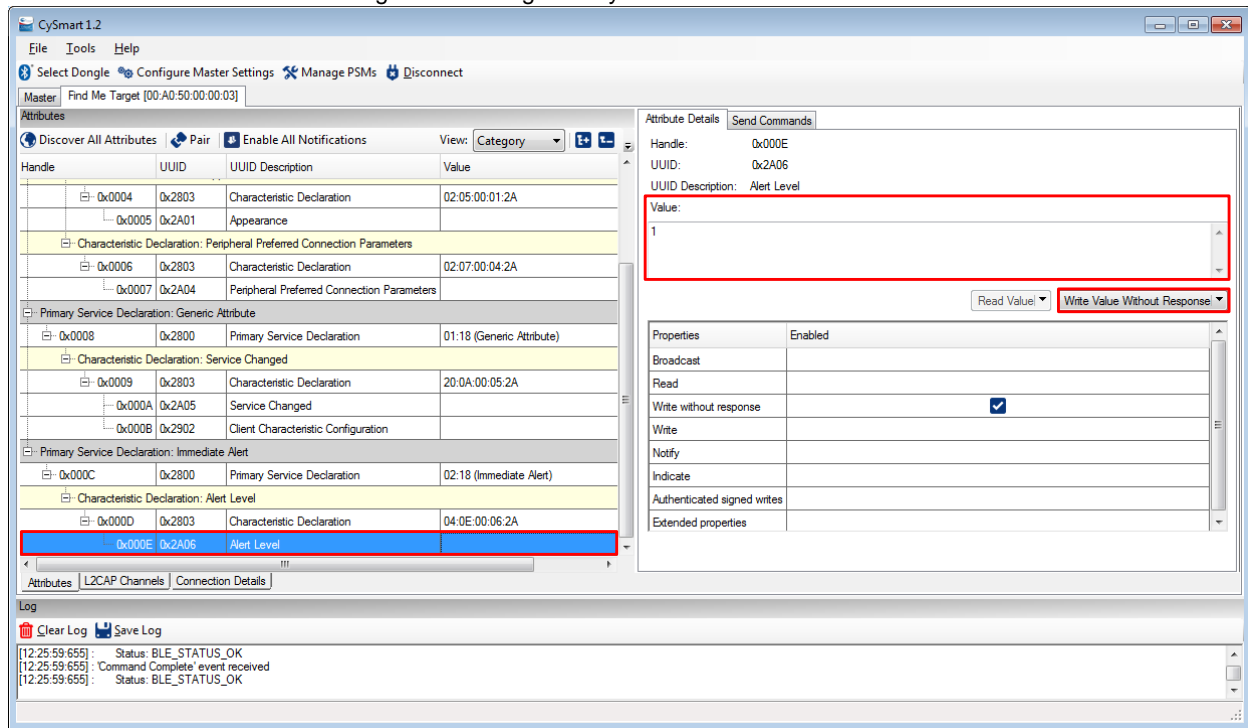 CySmart 1.2
File Tools Help
Select Dongle Configure Master Settings Manage PSMs Disconnect
Master Find Me Target [00:A0:50:00:00:03]
Attributes
Discover All Attributes Pair Enable All Notifications View: Category
Handle UUID UUID Description Value
0x0004 0x2803 Characteristic Declaration 02:05:00:01:2A
0x0005 0x2A01 Appearance
Characteristic Declaration: Peripheral Preferred Connection Parameters
0x0006 0x2803 Characteristic Declaration 02:07:00:04:2A
0x0007 0x2A04 Peripheral Preferred Connection Parameters
Primary Service Declaration: Generic Attribute
0x0008 0x2800 Primary Service Declaration 01:18 (Generic Attribute)
Characteristic Declaration: Service Changed
0x0009 0x2803 Characteristic Declaration 20:0A:00:05:2A
0x000A 0x2A05 Service Changed
0x000B 0x2902 Client Characteristic Configuration
Primary Service Declaration: Immediate Alert
0x000C 0x2800 Primary Service Declaration 02:18 (Immediate Alert)
Characteristic Declaration: Alert Level
0x000D 0x2803 Characteristic Declaration 04:0E:00:06:2A
0x000E 0x2A06 Alert Level
Attributes L2CAP Channels Connection Details
Attribute Details Send Commands
Handle: 0x000E
UUID: 0x2A06
UUID Description: Alert Level
Value:
1
Read Value Write Value Without Response
Properties Enabled
Broadcast
Read
Write without response
Write
Notify
Indicate
Authenticated signed writes
Extended properties
Log
Clear Log Save Log
[12:25:59:655] : Status: BLE_STATUS_OK
[12:25:59:655] : 'Command Complete' event received
[12:25:59:655] : Status: BLE_STATUS_OK